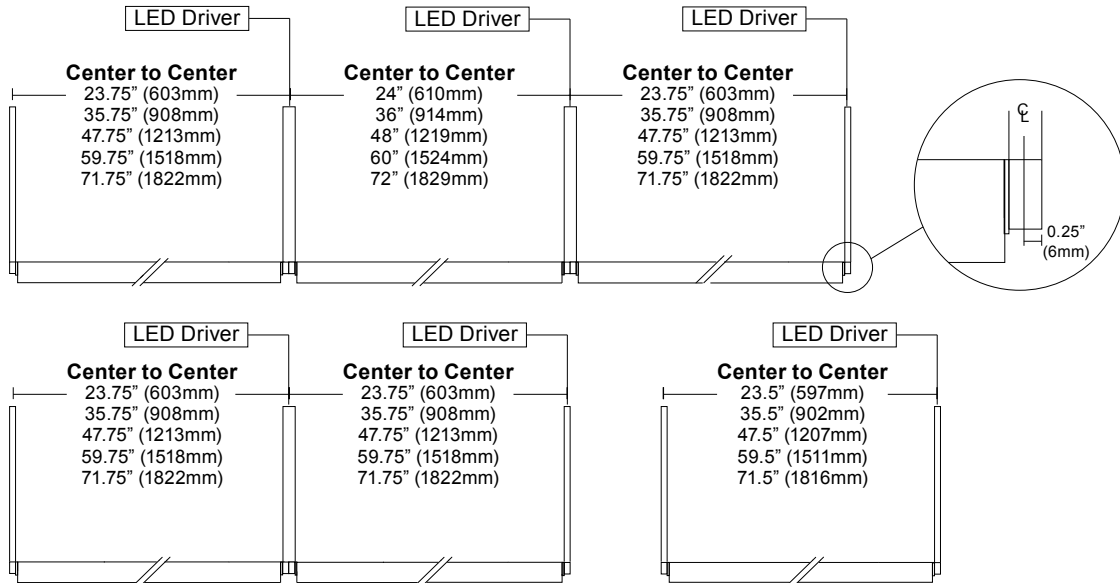 LED Driver
LED Driver
LED Driver
Center to Center
23.75” (603mm)
35.75” (908mm)
47.75” (1213mm)
59.75” (1518mm)
71.75” (1822mm)
Center to Center
24” (610mm)
36” (914mm)
48” (1219mm)
60” (1524mm)
72” (1829mm)
Center to Center
23.75” (603mm)
35.75” (908mm)
47.75” (1213mm)
59.75” (1518mm)
71.75” (1822mm)
℄
0.25”
(6mm)
LED Driver
LED Driver
LED Driver
Center to Center
23.75” (603mm)
35.75” (908mm)
47.75” (1213mm)
59.75” (1518mm)
71.75” (1822mm)
Center to Center
23.75” (603mm)
35.75” (908mm)
47.75” (1213mm)
59.75” (1518mm)
71.75” (1822mm)
Center to Center
23.5” (597mm)
35.5” (902mm)
47.5” (1207mm)
59.5” (1511mm)
71.5” (1816mm)